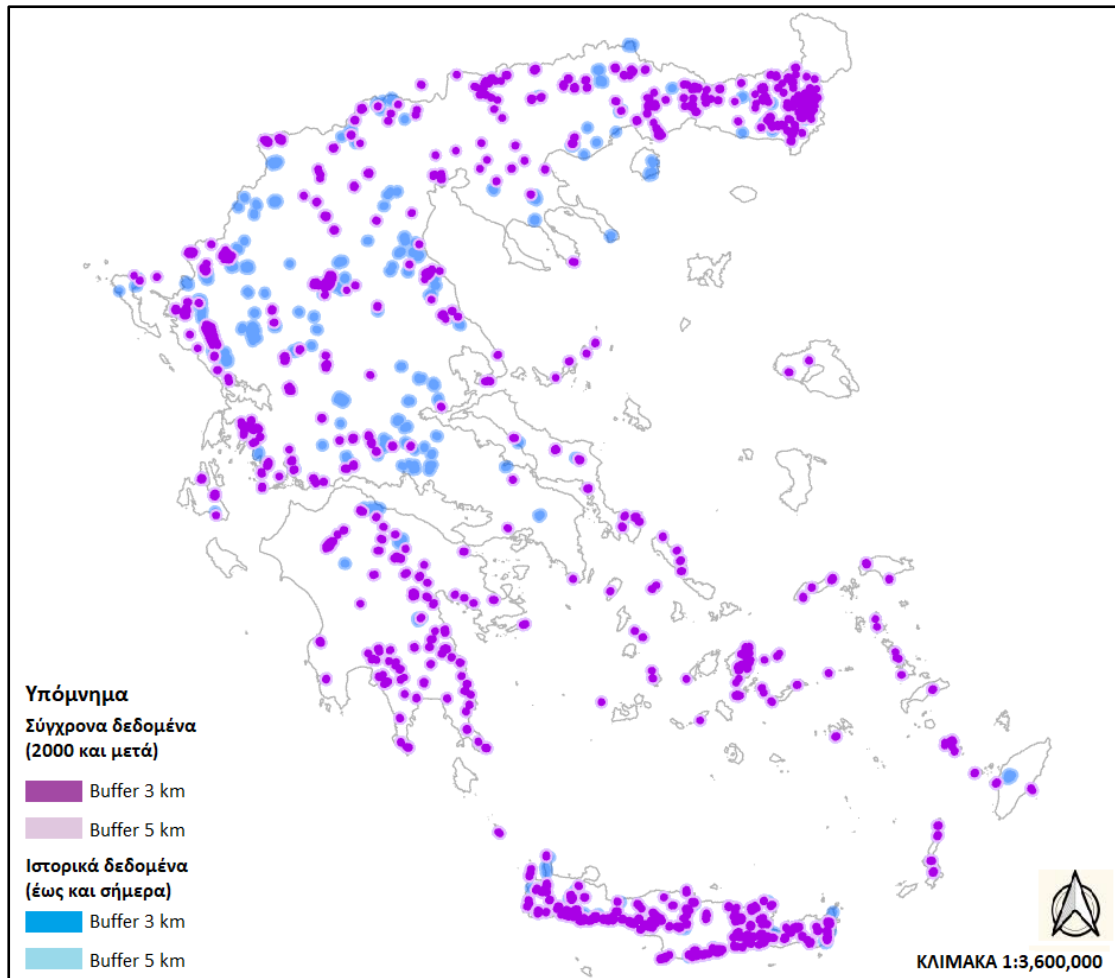 Υπόμνημα
Σύγχρονα δεδομένα
(2000 και μετά)
Buffer 3 km
Buffer 5 km
Ιστορικά δεδομένα
(έως και σήμερα)
Buffer 3 km
Buffer 5 km
ΚΛΙΜΑΚΑ 1:3,600,000